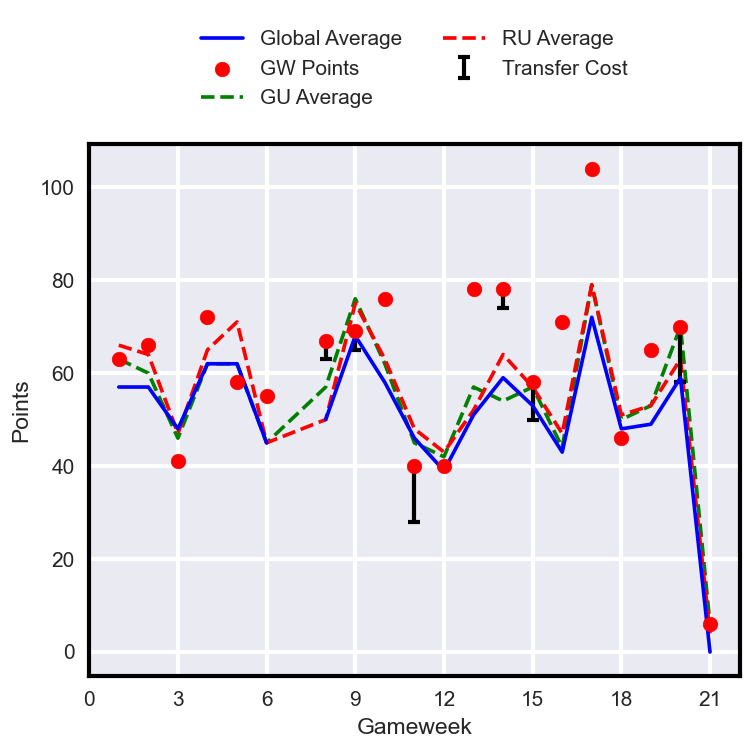 Global Average
GW Points
GU Average
RU Average
Transfer Cost
100
80
60
40
20
0
Points
0 3 6 9 12 15 18 21
Gameweek